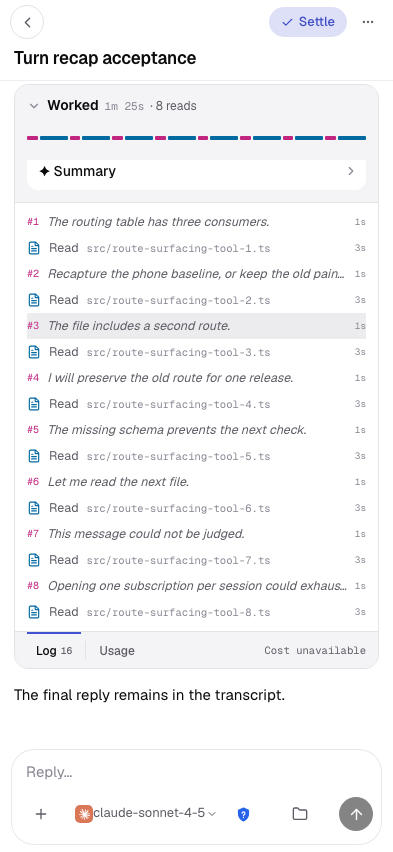 Settle
Turn recap acceptance
Worked 1m 25s · 8 reads
Summary
#1 The routing table has three consumers. 1s
Read src/route-surfacing-tool-1.ts 3s
#2 Recapture the phone baseline, or keep the old pain… 1s
Read src/route-surfacing-tool-2.ts 3s
#3 The file includes a second route. 1s
Read src/route-surfacing-tool-3.ts 3s
#4 I will preserve the old route for one release. 1s
Read src/route-surfacing-tool-4.ts 3s
#5 The missing schema prevents the next check. 1s
Read src/route-surfacing-tool-5.ts 3s
#6 Let me read the next file. 1s
Read src/route-surfacing-tool-6.ts 3s
#7 This message could not be judged. 1s
Read src/route-surfacing-tool-7.ts 3s
#8 Opening one subscription per session could exhaus… 1s
Read src/route-surfacing-tool-8.ts 3s
Log 16 Usage Cost unavailable
The final reply remains in the transcript.
Reply…
claude-sonnet-4-5